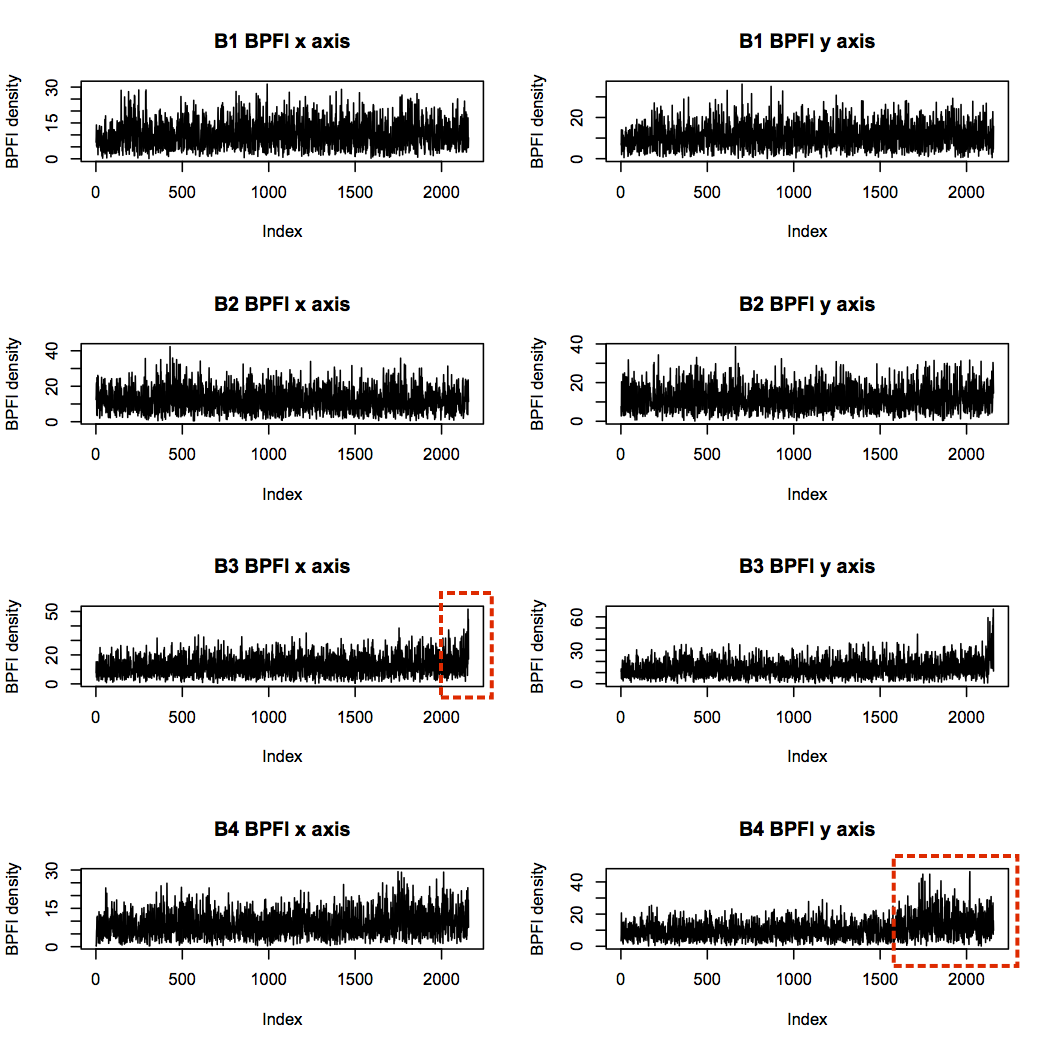 B1 BPFI x axis
BPFI density
0 15 30
0 500 1000 1500 2000
Index
B1 BPFI y axis
BPFI density
0 20
0 500 1000 1500 2000
Index
B2 BPFI x axis
BPFI density
0 20 40
0 500 1000 1500 2000
Index
B2 BPFI y axis
BPFI density
0 20 40
0 500 1000 1500 2000
Index
B3 BPFI x axis
BPFI density
0 20 50
0 500 1000 1500 2000
Index
B3 BPFI y axis
BPFI density
0 30 60
0 500 1000 1500 2000
Index
B4 BPFI x axis
BPFI density
0 15 30
0 500 1000 1500 2000
Index
B4 BPFI y axis
BPFI density
0 20 40
0 500 1000 1500 2000
Index